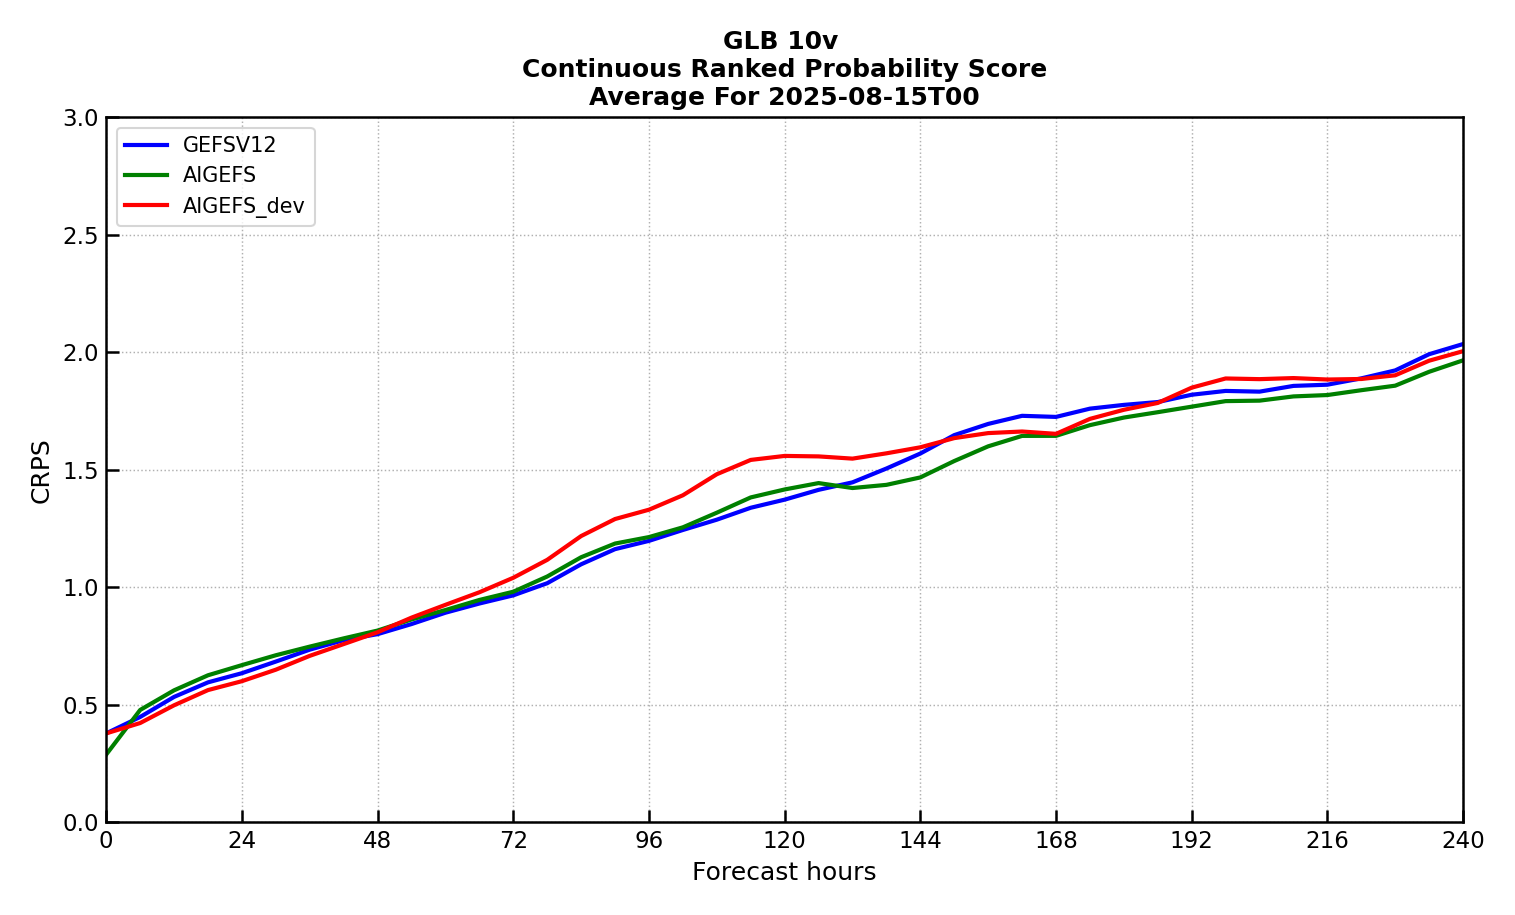 GLB 10v
Continuous Ranked Probability Score
Average For 2025-08-15T00
3.0
2.5
2.0
1.5
1.0
0.5
0.0
CRPS
GEFSV12
AIGEFS
AIGEFS_dev
0 24 48 72 96 120 144 168 192 216 240
Forecast hours